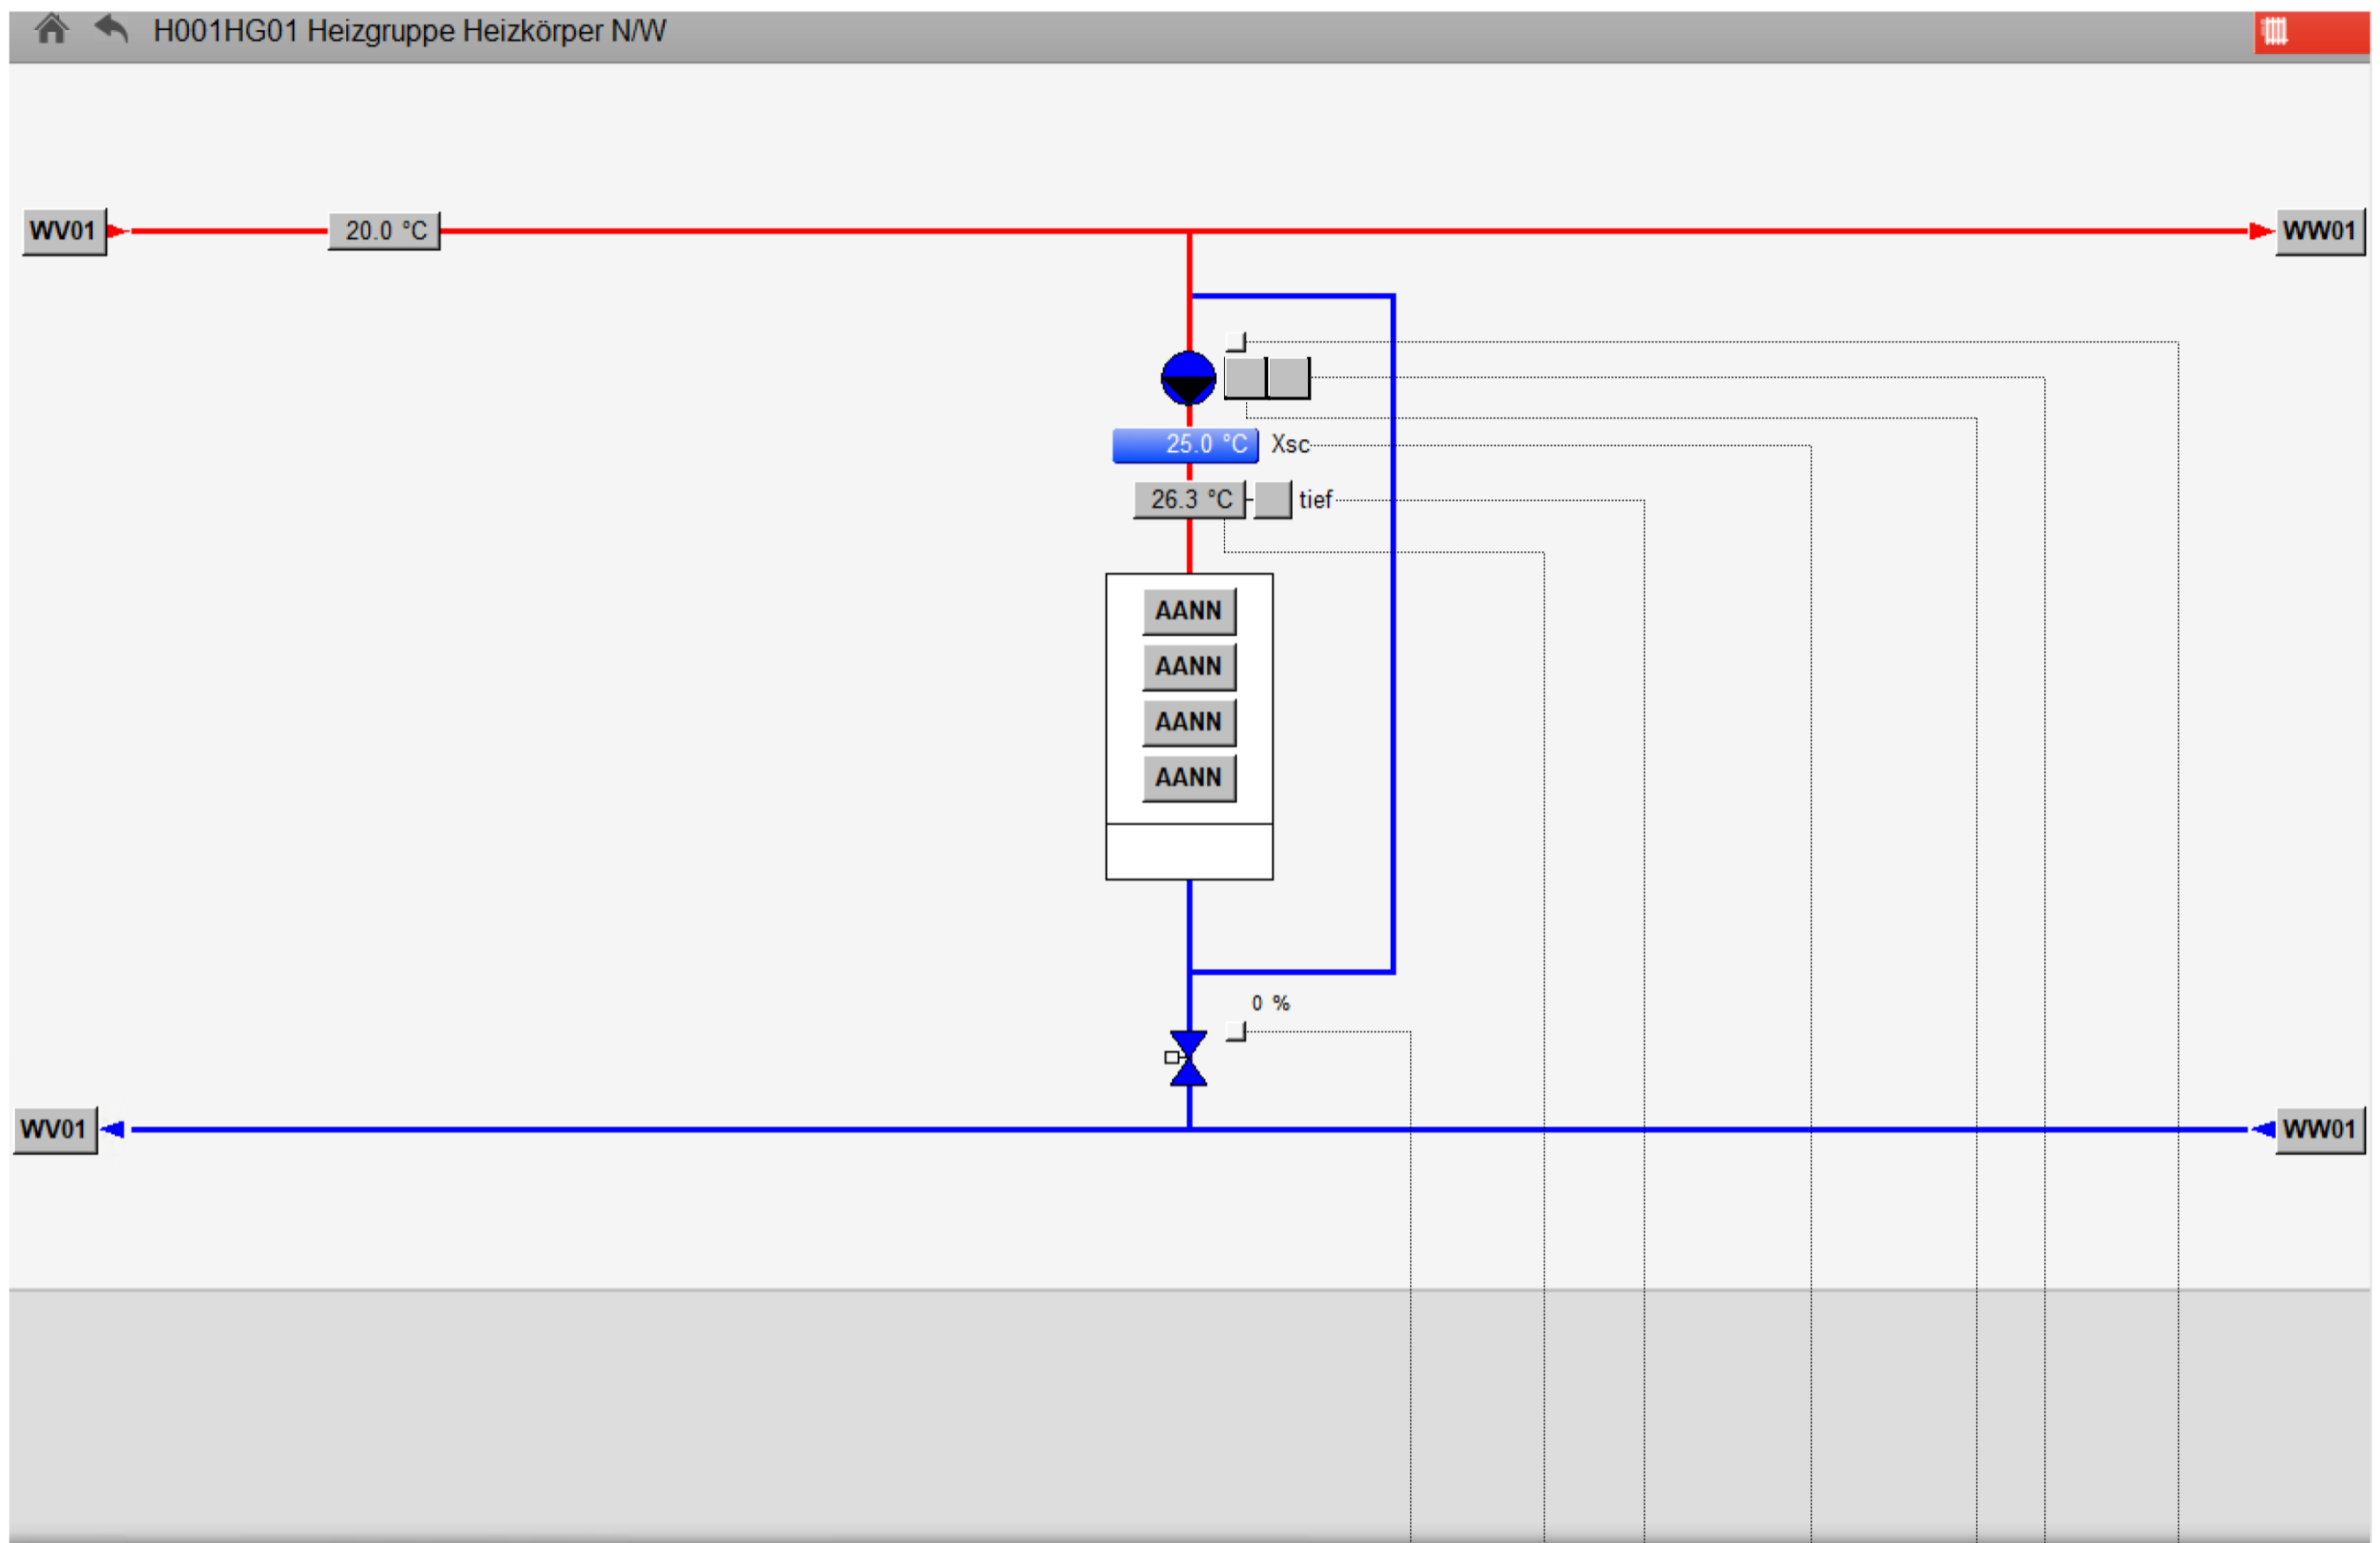 H001HG01 Heizgruppe Heizkörper N/W
WV01 20.0 °C WW01
25.0 °C Xsc
26.3 °C tief
AANN
AANN
AANN
AANN
0 %
WV01 WW01